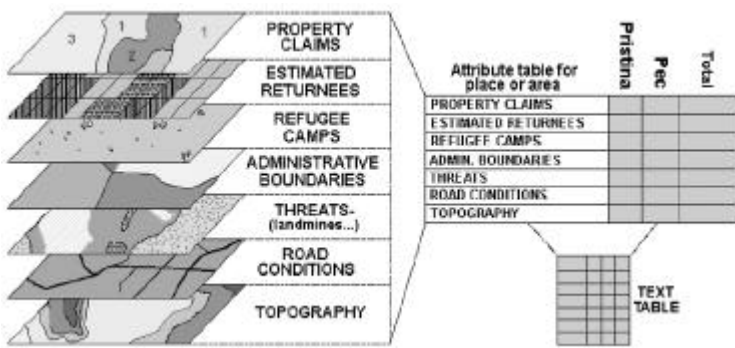 3
1
1
2
PROPERTY
CLAIMS
ESTIMATED
RETURNEES
REFUGEE
CAMPS
ADMINISTRATIVE
BOUNDARIES
THREATS-
(landmines...)
ROAD
CONDITIONS
TOPOGRAPHY
Attribute table for
place or area
Pristina
Pec
Total
PROPERTY CLAIMS
ESTIMATED RETURNEES
REFUGEE CAMPS
ADMIN. BOUNDARIES
THREATS
ROAD CONDITIONS
TOPOGRAPHY
TEXT
TABLE